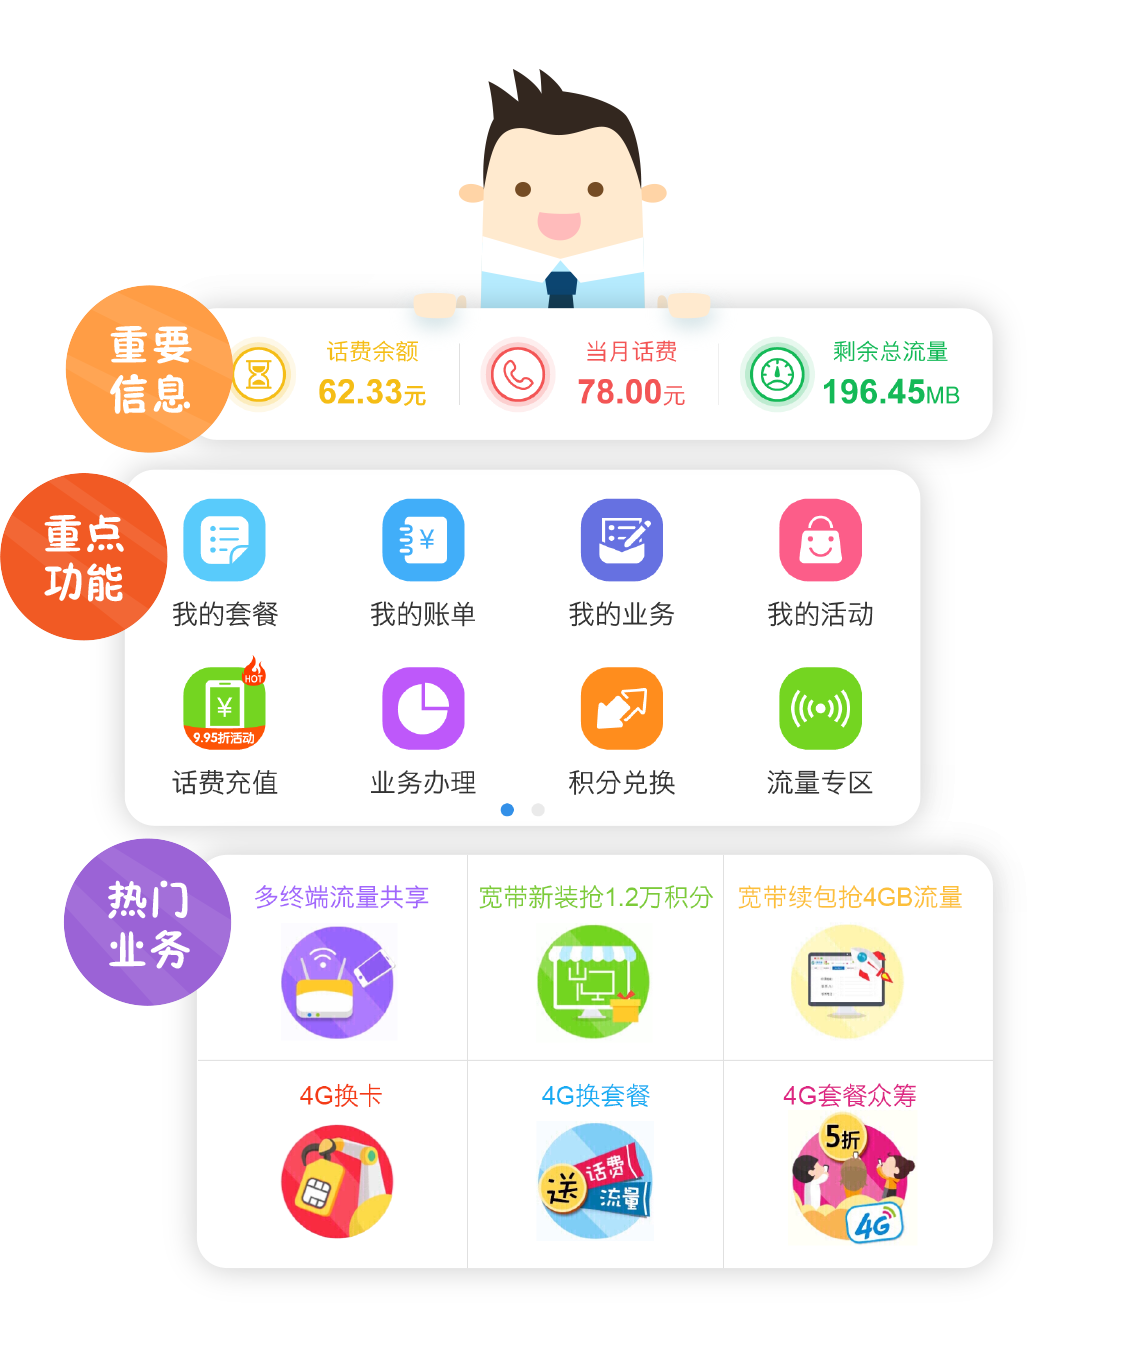 重要
信息
话费余额
62.33元
当月话费
78.00元
剩余总流量
196.45MB
重点
功能
我的套餐
¥
我的账单
我的业务
我的活动
HOT
¥
9.95折活动
话费充值
业务办理
积分兑换
流量专区
热门
业务
多终端流量共享
宽带新装抢1.2万积分
宽带续包抢4GB流量
4G换卡
4G换套餐
送
话费
流量
4G套餐众筹
5折
4G